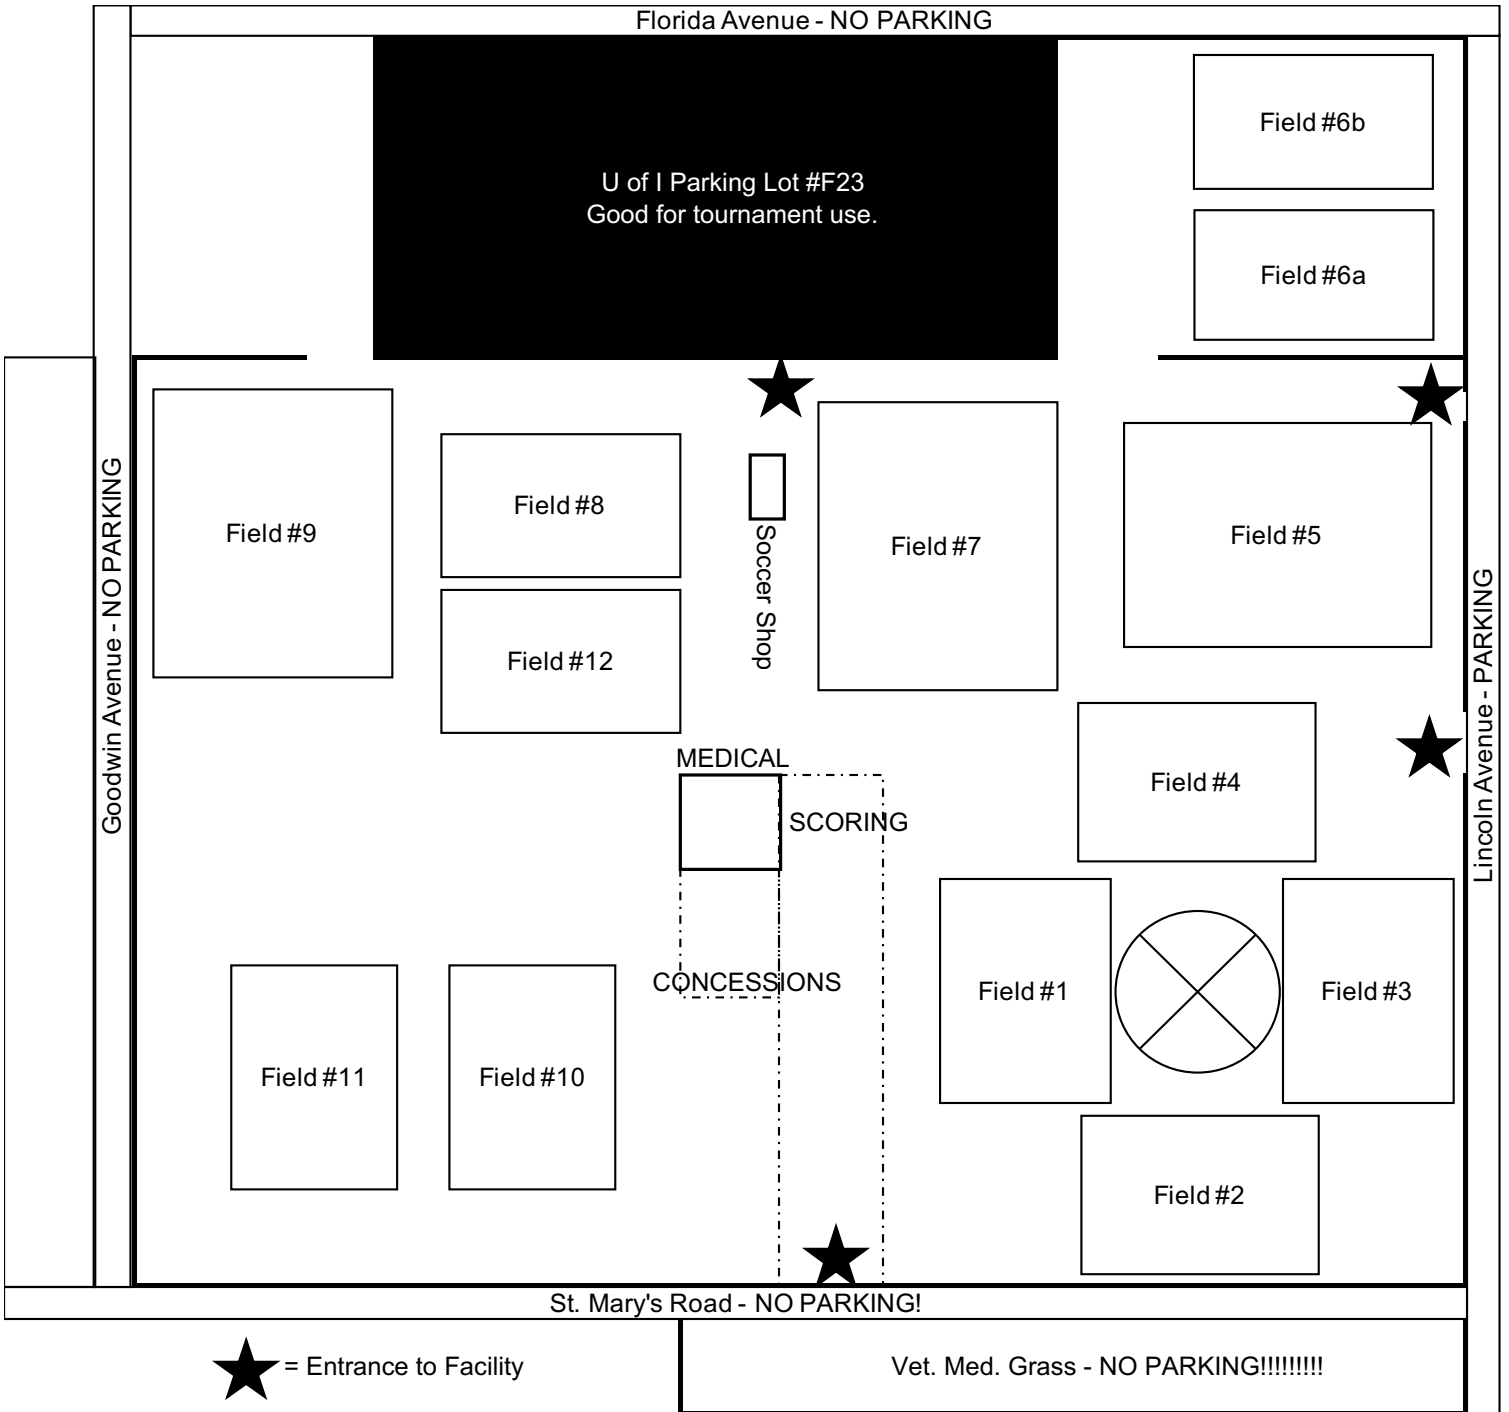 Florida Avenue - NO PARKING
Field #6b
U of I Parking Lot #F23
Good for tournament use.
Field #6a
Goodwin Avenue - NO PARKING
Field #9
Field #8
Soccer Shop
Field #7
Field #5
Lincoln Avenue - PARKING
Field #12
MEDICAL
SCORING
Field #4
CONCESSIONS
Field #1
Field #3
Field #11
Field #10
Field #2
St. Mary's Road - NO PARKING!
= Entrance to Facility
Vet. Med. Grass - NO PARKING!!!!!!!!!